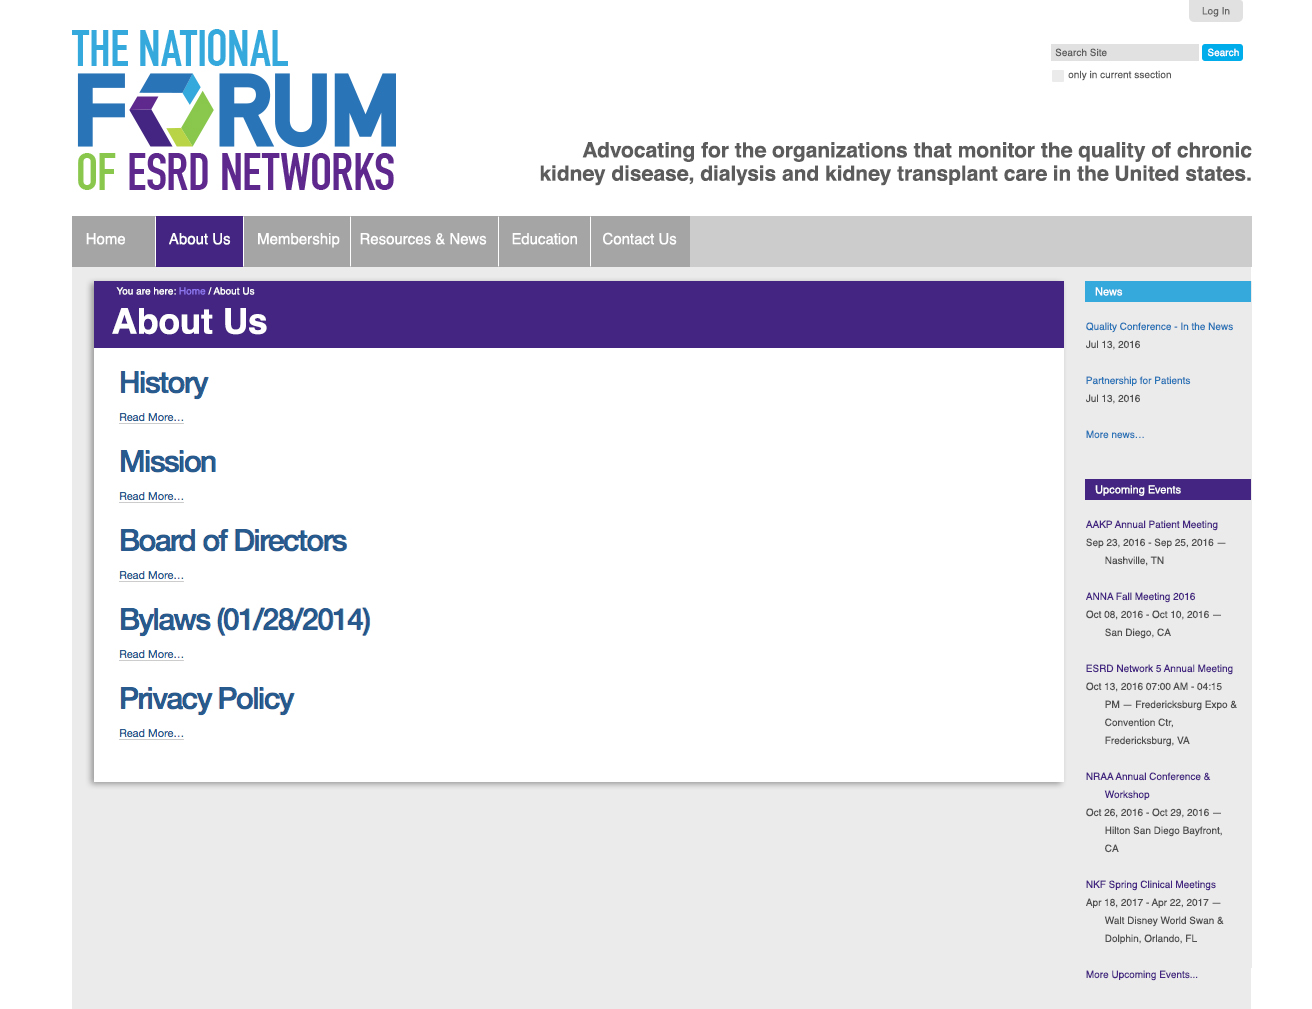 Log In
THE NATIONAL
FORUM
OF ESRD NETWORKS
Search Site
Search
only in current ssection
Advocating for the organizations that monitor the quality of chronic
kidney disease, dialysis and kidney transplant care in the United states.
Home
About Us
Membership
Resources & News
Education
Contact Us
You are here: Home / About Us
About Us
History
Read More...
Mission
Read More...
Board of Directors
Read More...
Bylaws (01/28/2014)
Read More...
Privacy Policy
Read More...
News
Quality Conference - In the News
Jul 13, 2016
Partnership for Patients
Jul 13, 2016
More news...
Upcoming Events
AAKP Annual Patient Meeting
Sep 23, 2016 - Sep 25, 2016 —
Nashville, TN
ANNA Fall Meeting 2016
Oct 08, 2016 - Oct 10, 2016 —
San Diego, CA
ESRD Network 5 Annual Meeting
Oct 13, 2016 07:00 AM - 04:15
PM — Fredericksburg Expo &
Convention Ctr,
Fredericksburg, VA
NRAA Annual Conference &
Workshop
Oct 26, 2016 - Oct 29, 2016 —
Hilton San Diego Bayfront,
CA
NKF Spring Clinical Meetings
Apr 18, 2017 - Apr 22, 2017 —
Walt Disney World Swan &
Dolphin, Orlando, FL
More Upcoming Events...